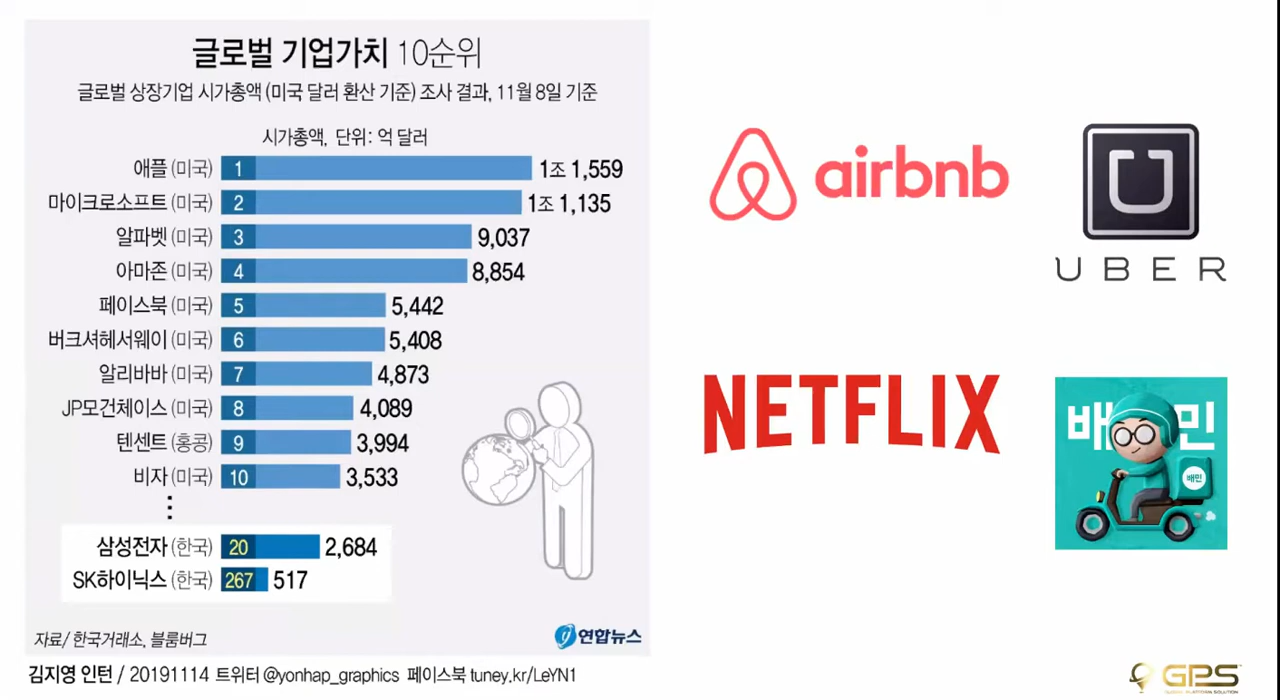 글로벌 기업가치 10순위
글로벌 상장기업 시가총액 (미국 달러 환산 기준) 조사 결과, 11월 8일 기준
시가총액, 단위: 억 달러
애플 (미국) 1 1조 1,559
마이크로소프트 (미국) 2 1조 1,135
알파벳 (미국) 3 9,037
아마존 (미국) 4 8,854
페이스북 (미국) 5 5,442
버크셔헤서웨이 (미국) 6 5,408
알리바바 (미국) 7 4,873
JP모건체이스 (미국) 8 4,089
텐센트 (홍콩) 9 3,994
비자 (미국) 10 3,533
삼성전자 (한국) 20 2,684
SK하이닉스 (한국) 267 517
자료/ 한국거래소, 블룸버그
연합뉴스
김지영 인턴 / 20191114 트위터 @yonhap_graphics 페이스북 tuney.kr/LeYN1
airbnb
UBER
NETFLIX
배민
배민
GPS
GLOBAL PLATFORM SOLUTION